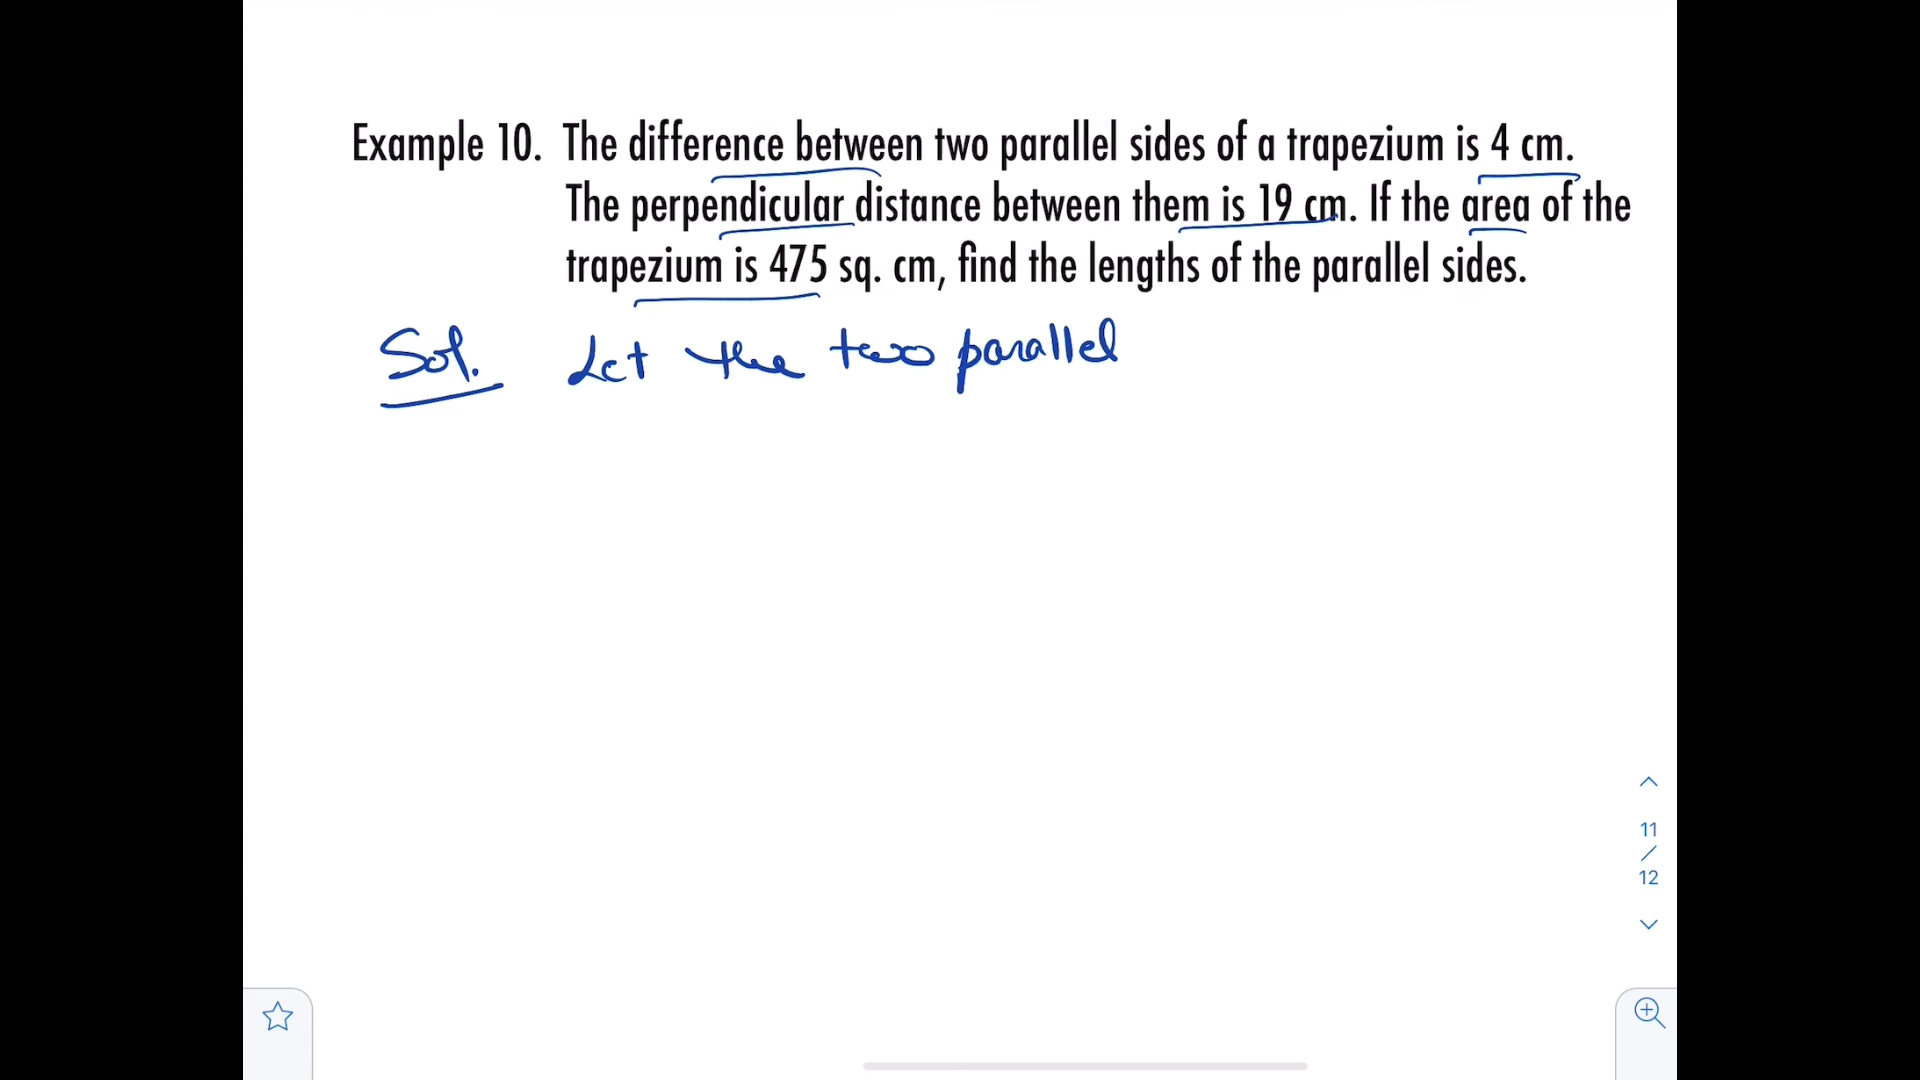 Example 10. The difference between two parallel sides of a trapezium is 4 cm.
The perpendicular distance between them is 19 cm. If the area of the
trapezium is 475 sq. cm, find the lengths of the parallel sides.
Sol. Let the two parallel
11
/
12